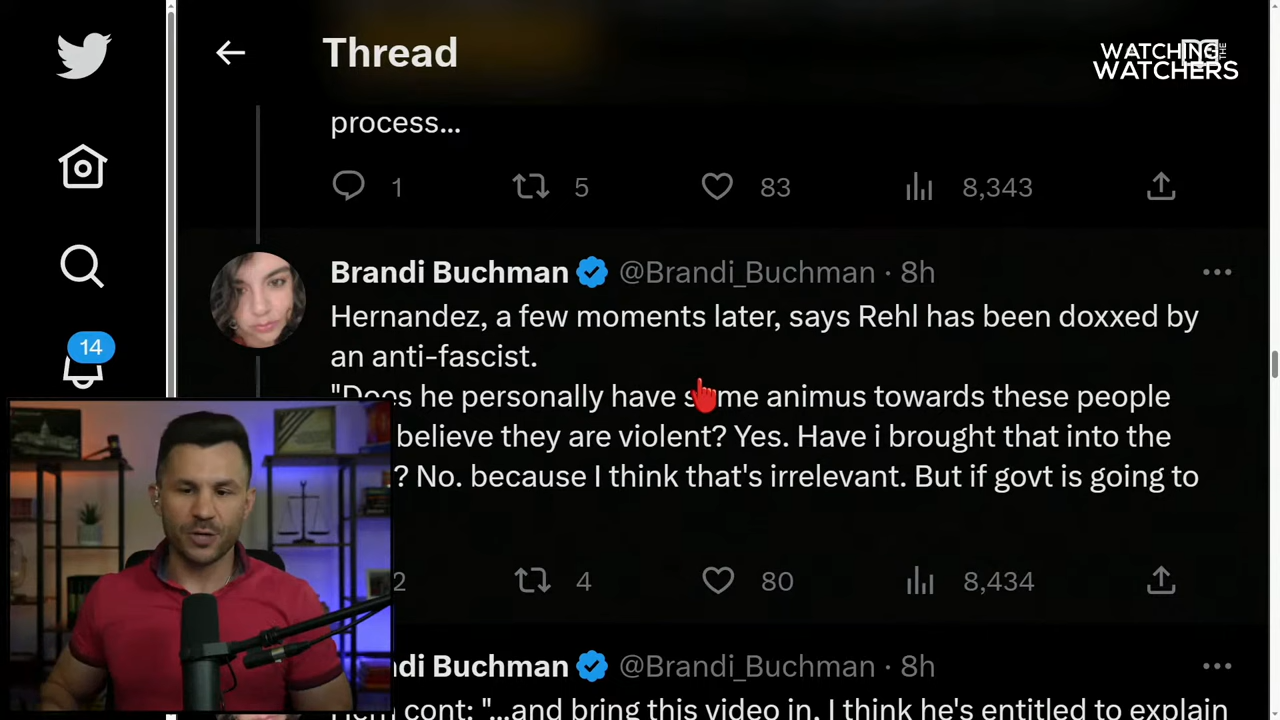 Thread
WATCHING THE
WATCHERS
process...
1 5 83 8,343
Brandi Buchman @Brandi_Buchman · 8h
Hernandez, a few moments later, says Rehl has been doxxed by
an anti-fascist.
"Does he personally have some animus towards these people
believe they are violent? Yes. Have i brought that into the
? No. because I think that's irrelevant. But if govt is going to
14
2 4 80 8,434
di Buchman @Brandi_Buchman · 8h
cont: "...and bring this video in, I think he's entitled to explain